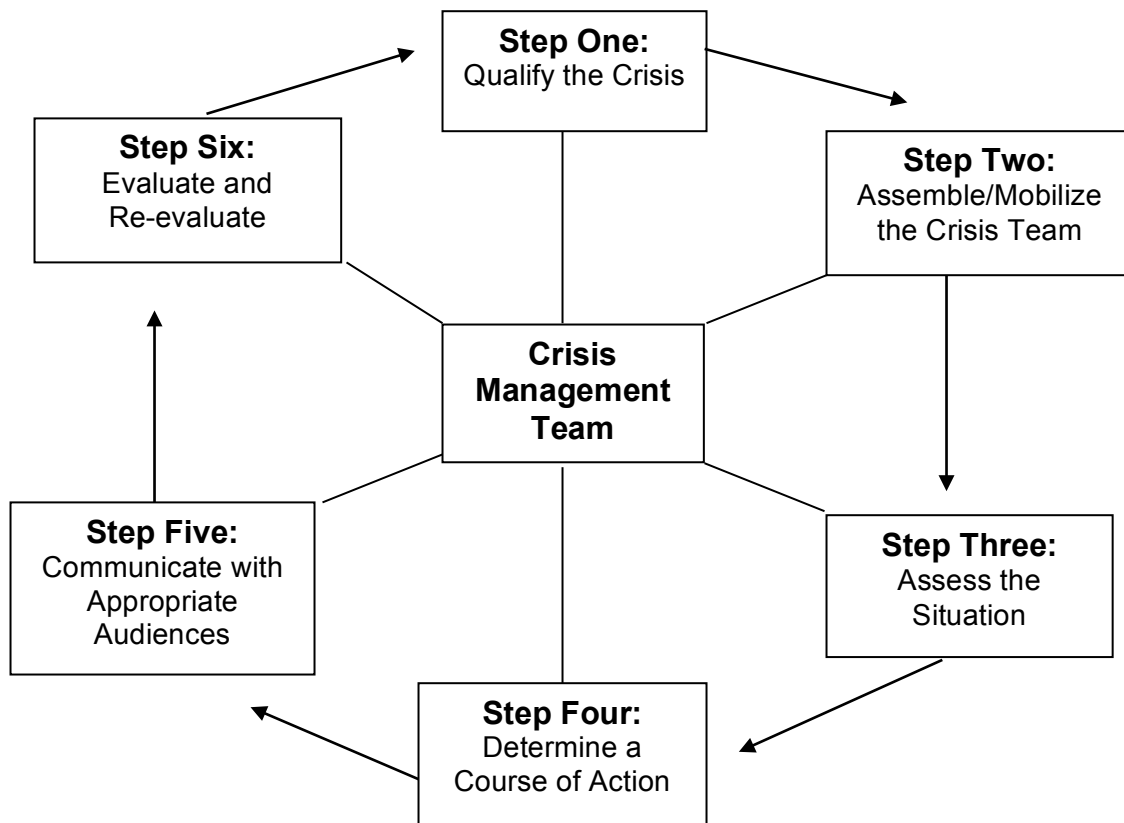 Step One:
Qualify the Crisis
Step Two:
Assemble/Mobilize
the Crisis Team
Step Three:
Assess the
Situation
Step Four:
Determine a
Course of Action
Step Five:
Communicate with
Appropriate
Audiences
Step Six:
Evaluate and
Re-evaluate
Crisis
Management
Team